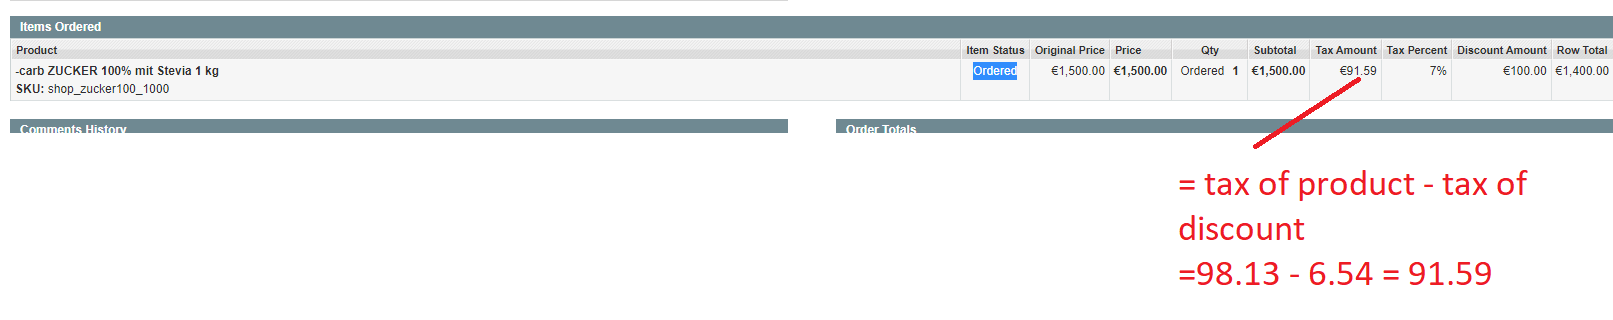 Items Ordered
Product Item Status Original Price Price Qty Subtotal Tax Amount Tax Percent Discount Amount Row Total
-carb ZUCKER 100% mit Stevia 1 kg Ordered €1,500.00 €1,500.00 Ordered 1 €1,500.00 €91.59 7% €100.00 €1,400.00
SKU: shop_zucker100_1000
Comments History Order Totals
= tax of product - tax of
discount
=98.13 - 6.54 = 91.59